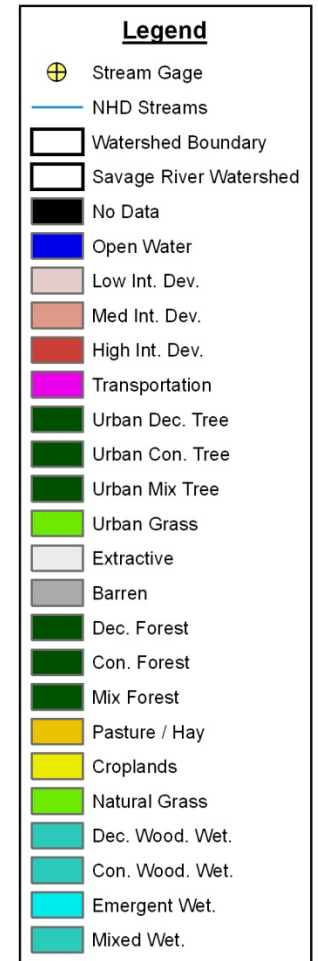 Legend
Stream Gage
NHD Streams
Watershed Boundary
Savage River Watershed
No Data
Open Water
Low Int. Dev.
Med Int. Dev.
High Int. Dev.
Transportation
Urban Dec. Tree
Urban Con. Tree
Urban Mix Tree
Urban Grass
Extractive
Barren
Dec. Forest
Con. Forest
Mix Forest
Pasture / Hay
Croplands
Natural Grass
Dec. Wood. Wet.
Con. Wood. Wet.
Emergent Wet.
Mixed Wet.